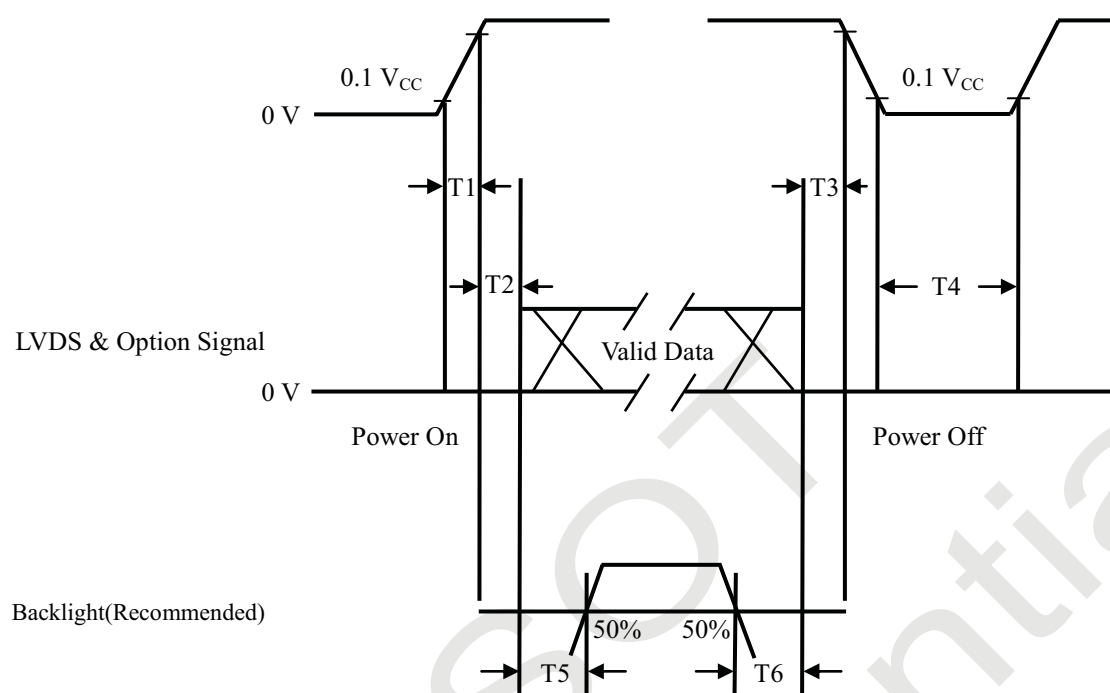 0.1 V_CC
0.1 V_CC
0 V
T1
T3
T2
T4
LVDS & Option Signal
Valid Data
0 V
Power On
Power Off
Backlight(Recommended)
50%
50%
T5
T6